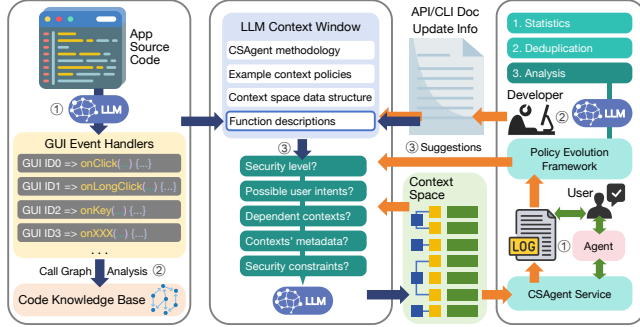 App
Source
Code
①
LLM
GUI Event Handlers
GUI ID0 => onClick(...) {...}
GUI ID1 => onLongClick(...) {...}
GUI ID2 => onKey(...) {...}
GUI ID3 => onXXX(...) {...}
...
Call Graph Analysis ②
Code Knowledge Base
LLM Context Window
CSAgent methodology
Example context policies
Context space data structure
Function descriptions
③
Security level?
Possible user intents?
Dependent contexts?
Contexts' metadata?
Security constraints?
LLM
API/CLI Doc
Update Info
③ Suggestions
Context
Space
1. Statistics
2. Deduplication
3. Analysis
Developer
②
LLM
Policy Evolution
Framework
User
LOG
①
Agent
CSAgent Service